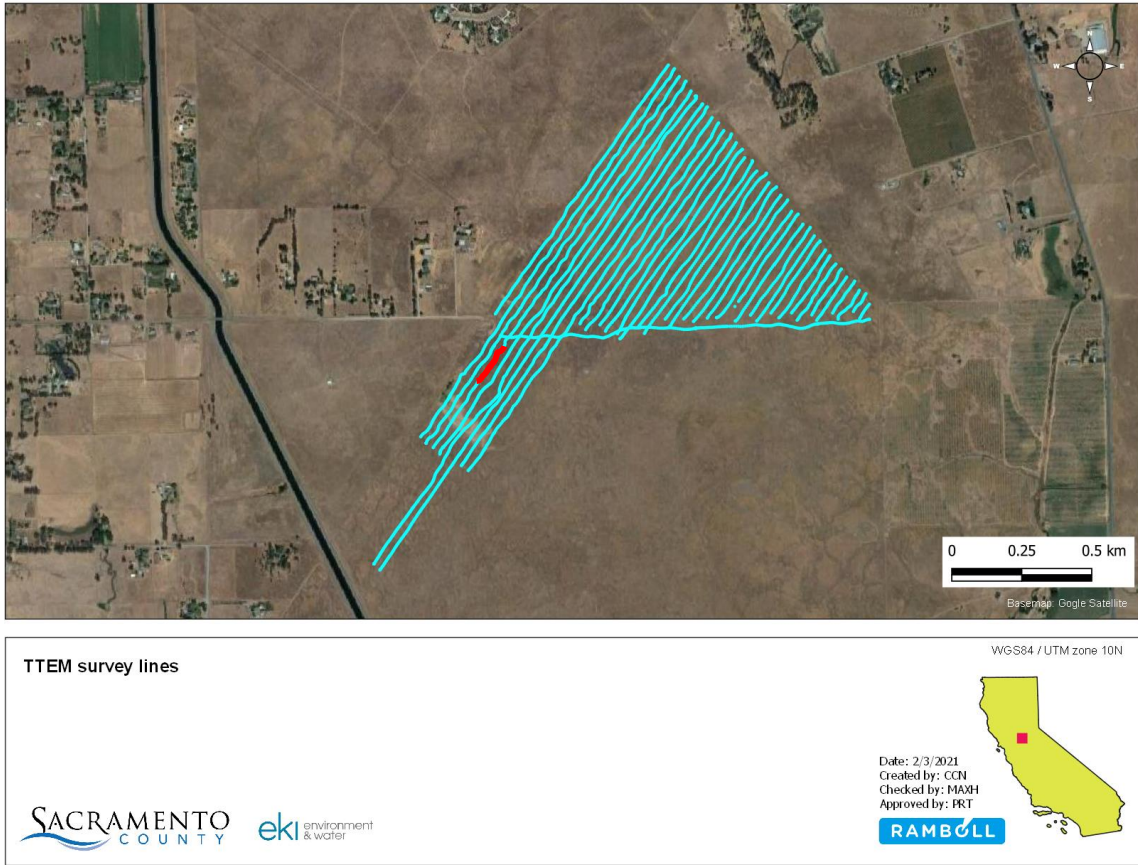 N
W E
S
0 0.25 0.5 km
Basemap: Gogle Satellite
TTEM survey lines
WGS84 / UTM zone 10N
Date: 2/3/2021
Created by: CCN
Checked by: MAXH
Approved by: PRT
RAMBOLL
SACRAMENTO
COUNTY
eki environment
& water